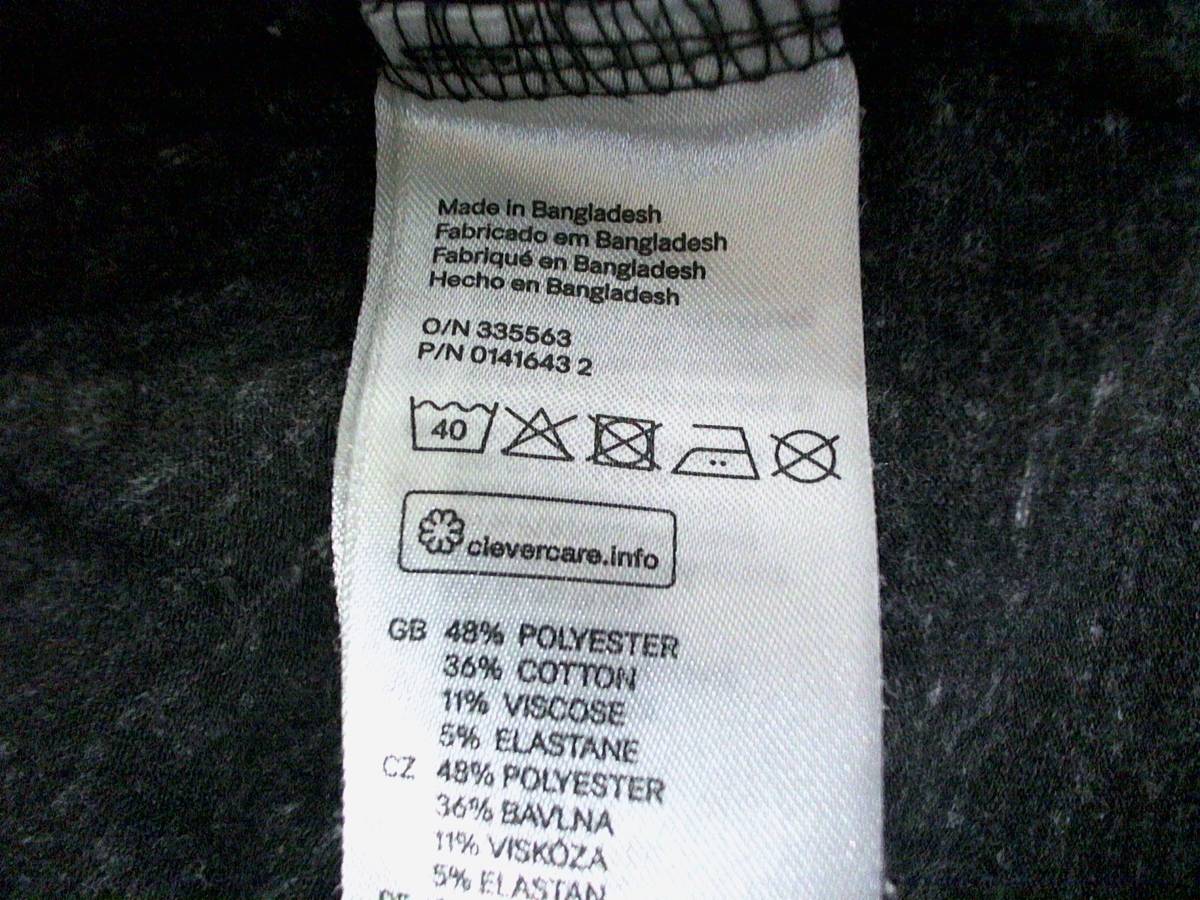 Made in Bangladesh
Fabricado em Bangladesh
Fabriqué en Bangladesh
Hecho en Bangladesh
O/N 335563
P/N 0141643 2
40
clevercare.info
GB 48% POLYESTER
36% COTTON
11% VISCOSE
5% ELASTANE
CZ 48% POLYESTER
36% BAVLNA
11% VISKÓZA
5% ELASTAN